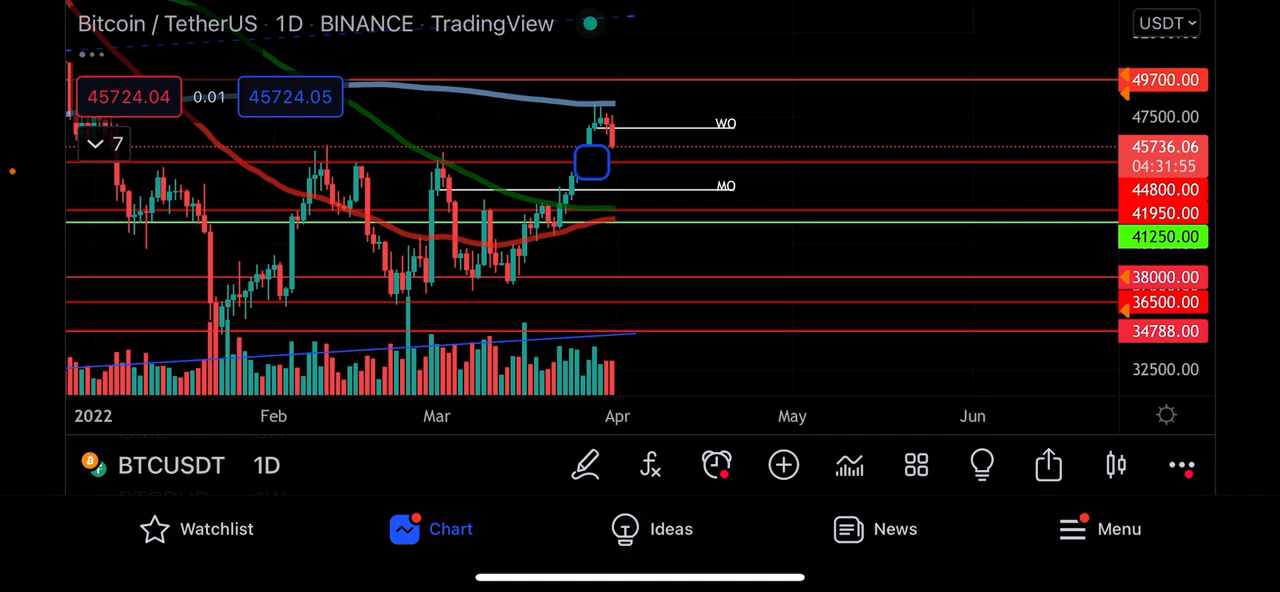 Bitcoin / TetherUS · 1D · BINANCE · TradingView
USDT
49700.00
45724.04 0.01 45724.05
47500.00
WO
7
45736.06
04:31:55
MO
44800.00
41950.00
41250.00
38000.00
36500.00
34788.00
32500.00
2022 Feb Mar Apr May Jun
BTCUSDT 1D
fx
Watchlist Chart Ideas News Menu